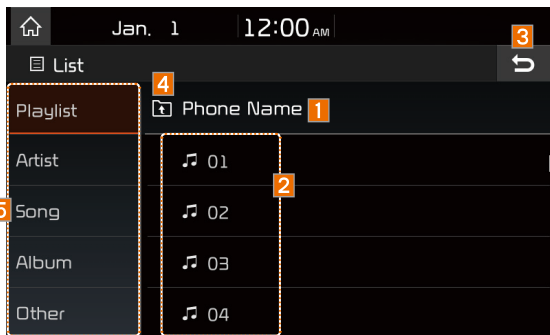 Jan. 1 12:00 AM
3
List
4
Playlist
Phone Name 1
Artist
01
2
5
Song
02
Album
03
Other
04